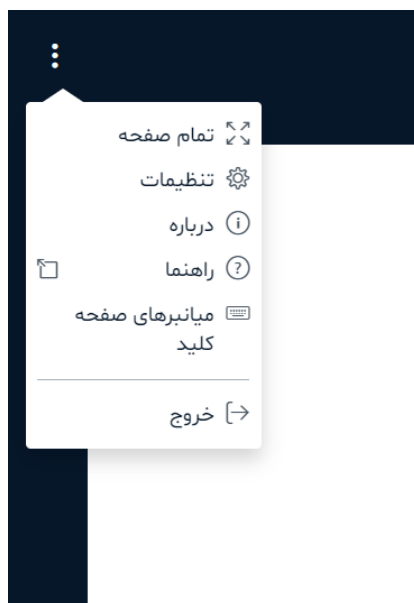 تمام صفحه
تنظیمات
درباره
راهنما
میانبرهای صفحه
کلید
خروج